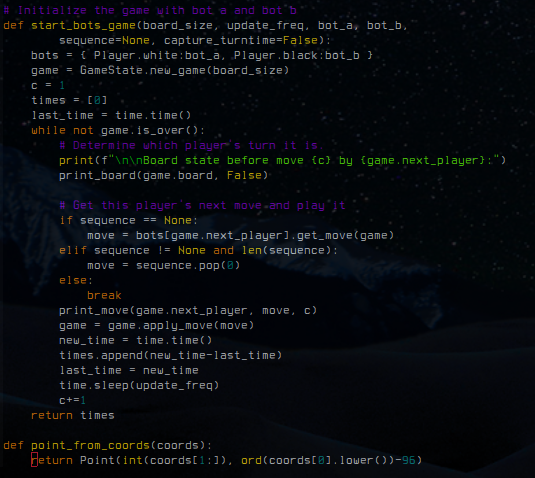 # Initialize the game with bot a and bot b
def start_bots_game(board_size, update_freq, bot_a, bot_b,
        sequence=None, capture_turntime=False):
    bots = { Player.white:bot_a, Player.black:bot_b }
    game = GameState.new_game(board_size)
    c = 1
    times = [0]
    last_time = time.time()
    while not game.is_over():
        # Determine which player's turn it is.
        print(f"\n\nBoard state before move {c} by {game.next_player}:")
        print_board(game.board, False)

        # Get this player's next move and play it
        if sequence == None:
            move = bots[game.next_player].get_move(game)
        elif sequence != None and len(sequence):
            move = sequence.pop(0)
        else:
            break
        print_move(game.next_player, move, c)
        game = game.apply_move(move)
        new_time = time.time()
        times.append(new_time-last_time)
        last_time = new_time
        time.sleep(update_freq)
        c+=1
    return times

def point_from_coords(coords):
    return Point(int(coords[1:]), ord(coords[0].lower())-96)